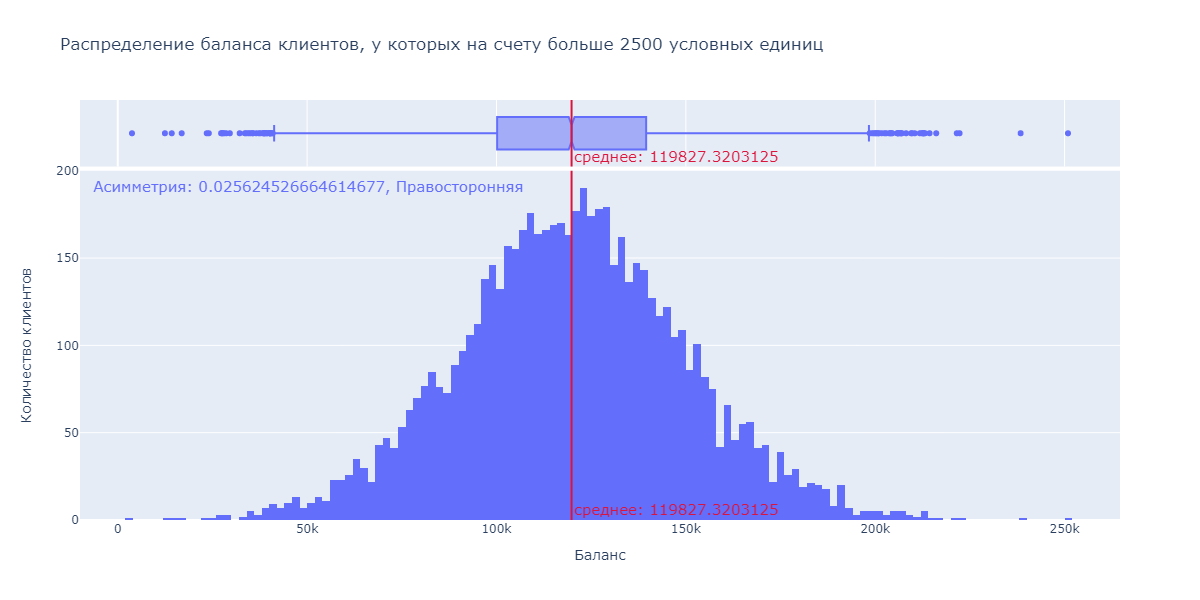 Распределение баланса клиентов, у которых на счету больше 2500 условных единиц
среднее: 119827.3203125
Асимметрия: 0.025624526664614677, Правосторонняя
200
150
100
50
0
Количество клиентов
среднее: 119827.3203125
0 50k 100k 150k 200k 250k
Баланс